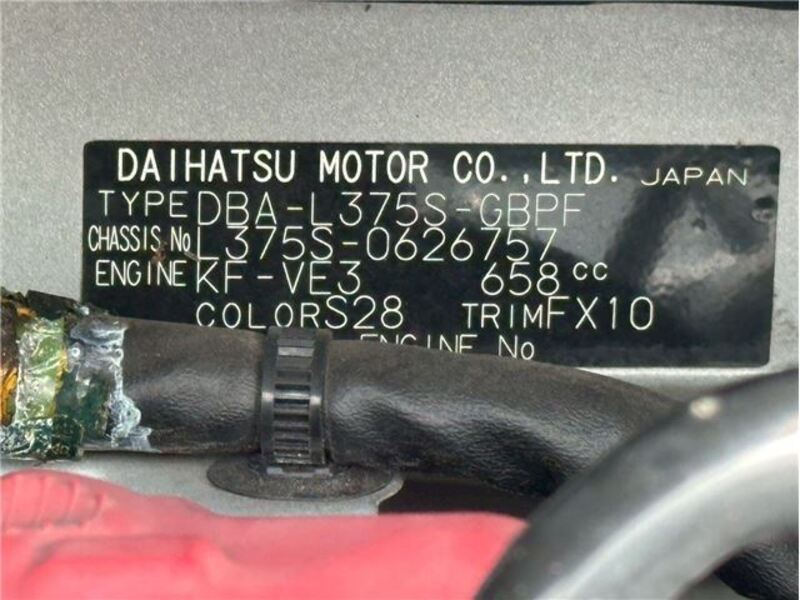 DAIHATSU MOTOR CO.,LTD. JAPAN
TYPE DBA-L375S-GBPF
CHASSIS No L375S-0626757
ENGINE KF-VE3 658cc
COLOR S28 TRIM FX10
ENGINE No